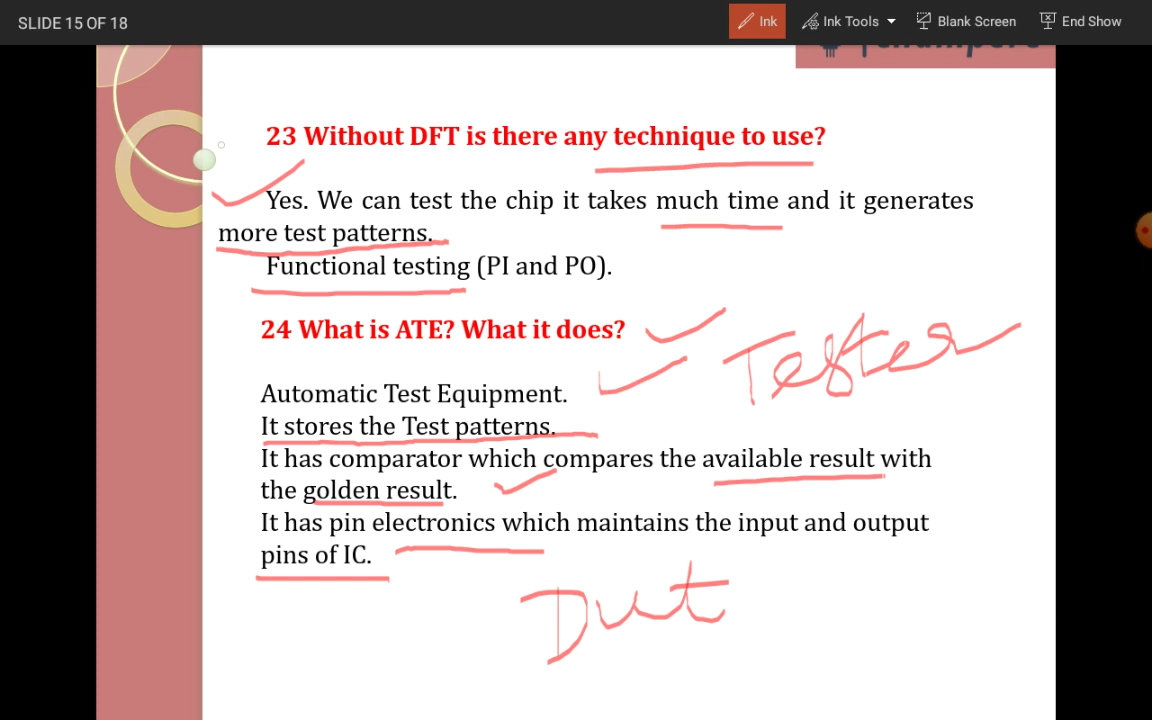 SLIDE 15 OF 18 Ink Ink Tools Blank Screen End Show
23 Without DFT is there any technique to use?
Yes. We can test the chip it takes much time and it generates
more test patterns.
Functional testing (PI and PO).
24 What is ATE? What it does?
Tester
Automatic Test Equipment.
It stores the Test patterns.
It has comparator which compares the available result with
the golden result.
It has pin electronics which maintains the input and output
pins of IC.
Dut